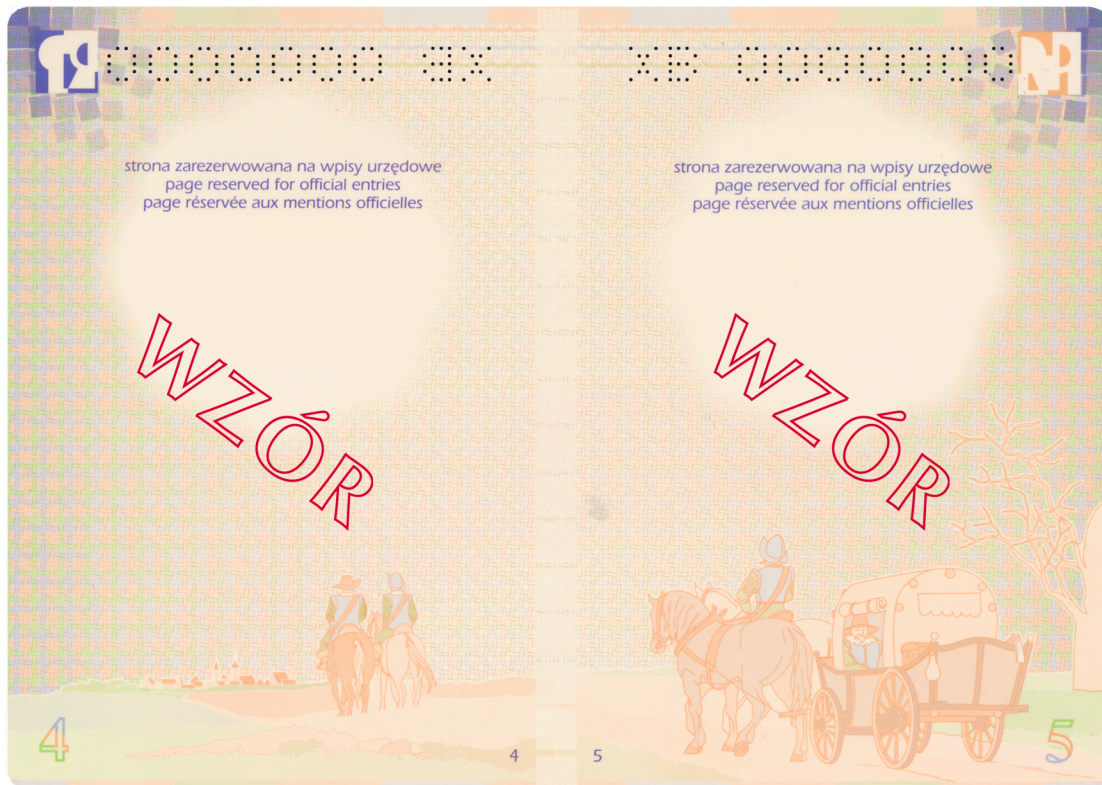 XB 0000000
strona zarezerwowana na wpisy urzędowe
page reserved for official entries
page réservée aux mentions officielles
WZÓR
4
4
XB 0000000
strona zarezerwowana na wpisy urzędowe
page reserved for official entries
page réservée aux mentions officielles
WZÓR
5
5